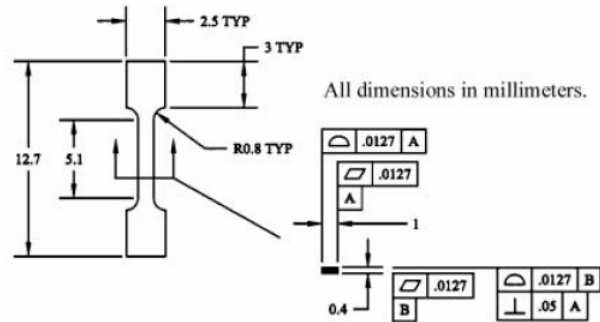 2.5 TYP
3 TYP
All dimensions in millimeters.
12.7
5.1
R0.8 TYP
⌓ .0127 A
⏥ .0127
A
1
0.4
⏥ .0127
B
⌓ .0127 B
⟂ .05 A